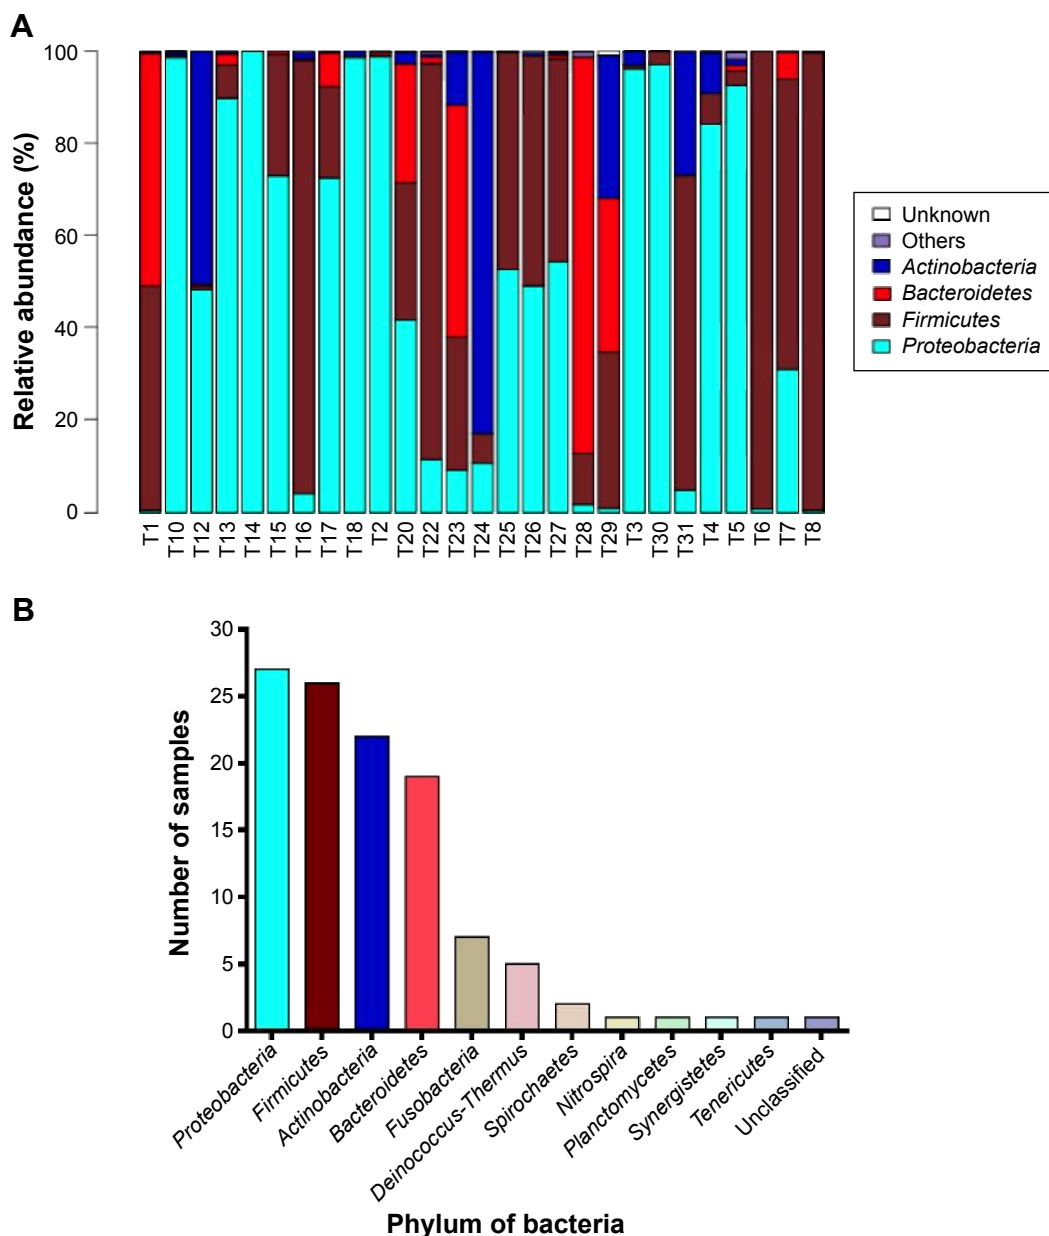 A
Relative abundance (%)
100
80
60
40
20
0
T1
T10
T12
T13
T14
T15
T16
T17
T18
T2
T20
T22
T23
T24
T25
T26
T27
T28
T29
T3
T30
T31
T4
T5
T6
T7
T8
Unknown
Others
Actinobacteria
Bacteroidetes
Firmicutes
Proteobacteria
B
Number of samples
30
25
20
15
10
5
0
Proteobacteria
Firmicutes
Actinobacteria
Bacteroidetes
Fusobacteria
Deinococcus-Thermus
Spirochaetes
Nitrospira
Planctomycetes
Synergistetes
Tenericutes
Unclassified
Phylum of bacteria